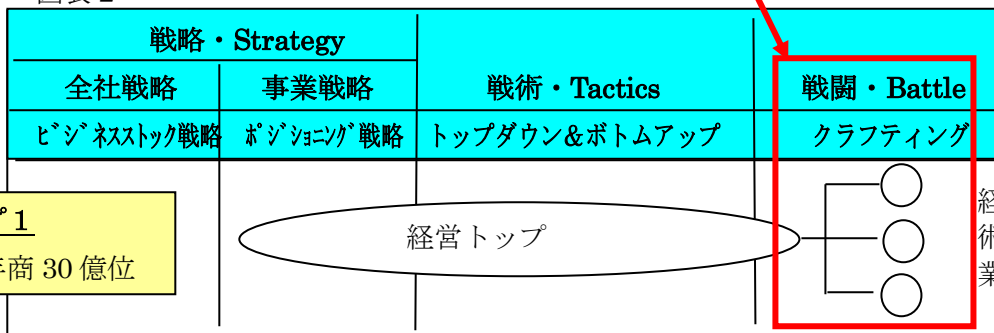 戦略・Strategy
全社戦略 事業戦略 戦術・Tactics 戦闘・Battle
ビジネスストック戦略 ポジショニング戦略 トップダウン&ボトムアップ クラフティング
経営トップ
1
年商 30 億位
術
業